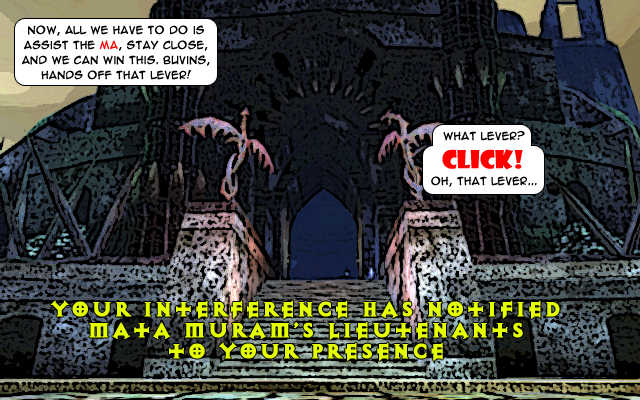 NOW, ALL WE HAVE TO DO IS
ASSIST THE MA, STAY CLOSE,
AND WE CAN WIN THIS. BUVINS,
HANDS OFF THAT LEVER!
WHAT LEVER?
CLICK!
OH, THAT LEVER...
YOUR INTERFERENCE HAS NOTIFIED
MATA MURAM'S LIEUTENANTS
TO YOUR PRESENCE